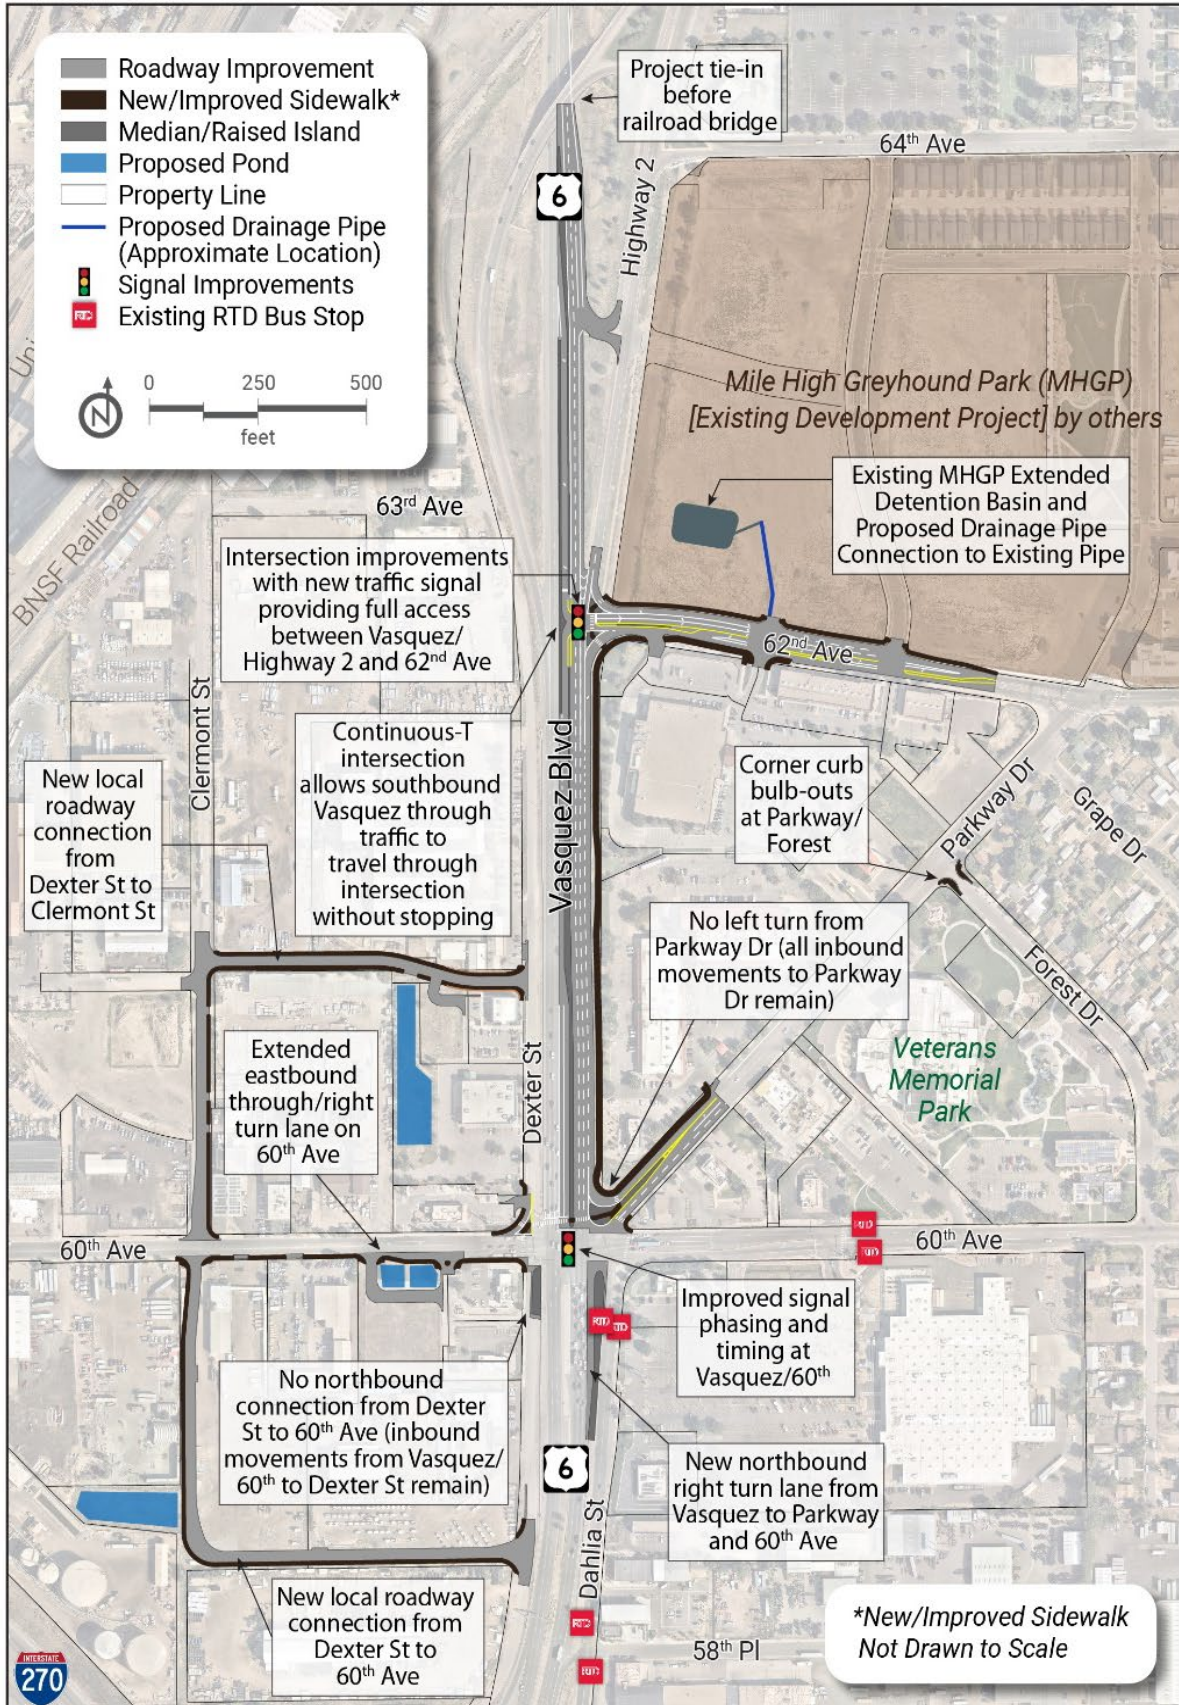 Roadway Improvement
New/Improved Sidewalk*
Median/Raised Island
Proposed Pond
Property Line
Proposed Drainage Pipe
(Approximate Location)
Signal Improvements
RTD
Existing RTD Bus Stop
N
0 250 500
feet
Project tie-in
before
railroad bridge
64th Ave
6
Highway 2
Mile High Greyhound Park (MHGP)
[Existing Development Project] by others
Existing MHGP Extended
Detention Basin and
Proposed Drainage Pipe
Connection to Existing Pipe
BNSF Railroad
63rd Ave
Intersection improvements
with new traffic signal
providing full access
between Vasquez/
Highway 2 and 62nd Ave
62nd Ave
Clermont St
Continuous-T
intersection
allows southbound
Vasquez through
traffic to
travel through
intersection
without stopping
Vasquez Blvd
New local
roadway
connection
from
Dexter St to
Clermont St
Corner curb
bulb-outs
at Parkway/
Forest
Parkway Dr
Grape Dr
Forest Dr
No left turn from
Parkway Dr (all inbound
movements to Parkway
Dr remain)
Veterans
Memorial
Park
Extended
eastbound
through/right
turn lane on
60th Ave
Dexter St
60th Ave
RTD
RTD
60th Ave
Improved signal
phasing and
timing at
Vasquez/60th
RTD
RTD
No northbound
connection from Dexter
St to 60th Ave (inbound
movements from Vasquez/
60th to Dexter St remain)
6
New northbound
right turn lane from
Vasquez to Parkway
and 60th Ave
Dahlia St
New local roadway
connection from
Dexter St to
60th Ave
RTD
RTD
58th Pl
*New/Improved Sidewalk
Not Drawn to Scale
INTERSTATE
270